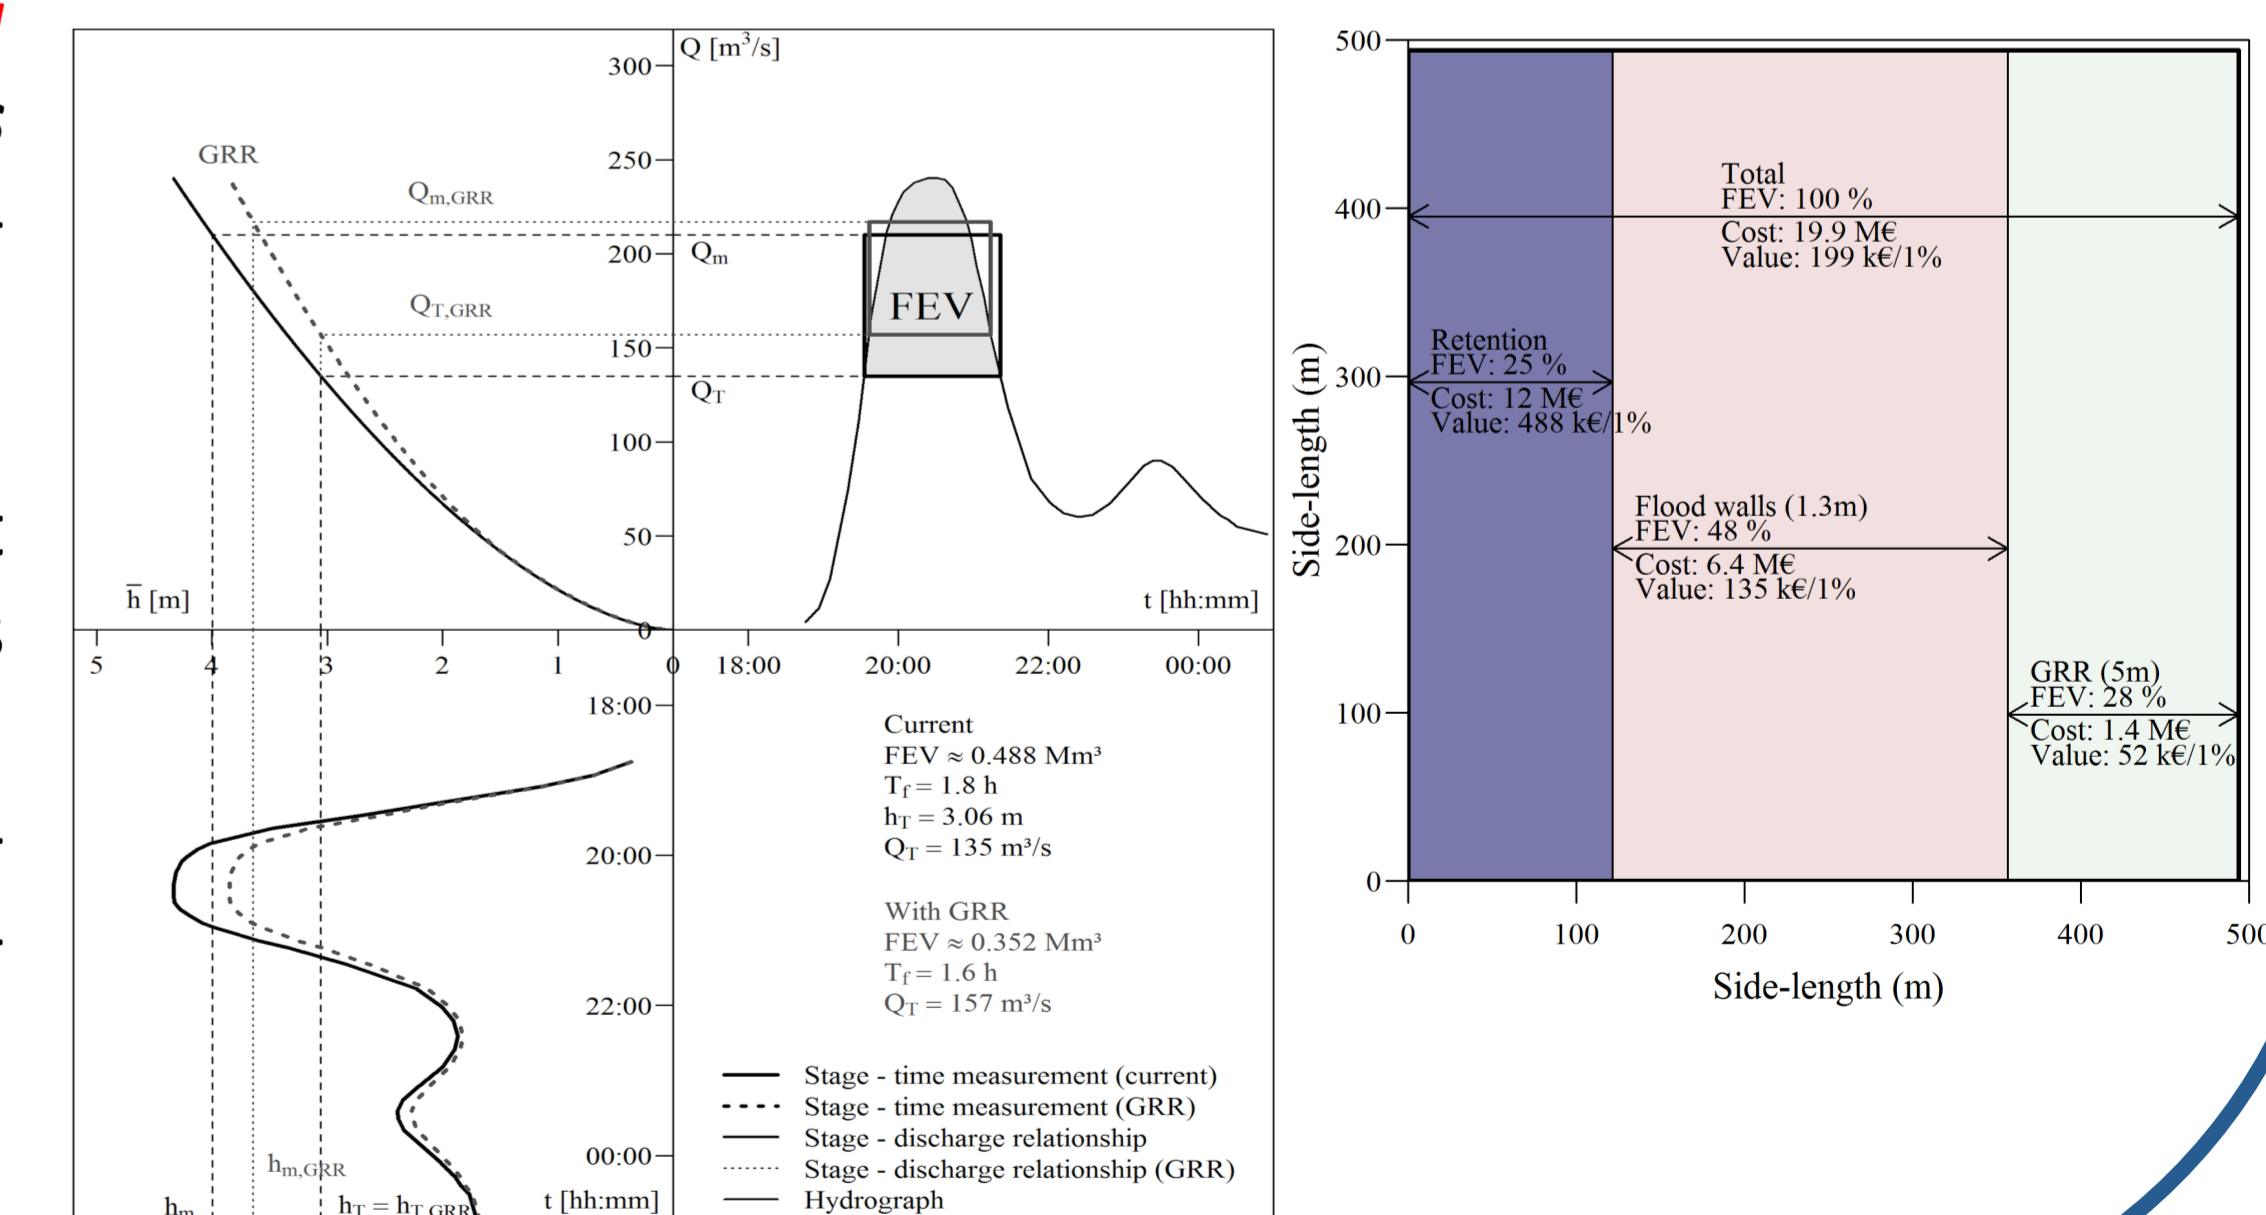 Q [m³/s]
300
250
200
150
100
50
0
GRR
Qm,GRR
Qm
QT,GRR
QT
FEV
h̅ [m]
t [hh:mm]
5
4
3
2
1
0
18:00
20:00
22:00
00:00
18:00
20:00
22:00
00:00
Current
FEV ≈ 0.488 Mm³
Tf = 1.8 h
hT = 3.06 m
QT = 135 m³/s
With GRR
FEV ≈ 0.352 Mm³
Tf = 1.6 h
QT = 157 m³/s
Stage - time measurement (current)
Stage - time measurement (GRR)
Stage - discharge relationship
Stage - discharge relationship (GRR)
Hydrograph
hm,GRR
hm
hT = hT,GRR
t [hh:mm]
500
400
300
200
100
0
Side-length (m)
Total
FEV: 100 %
Cost: 19.9 M€
Value: 199 k€/1%
Retention
FEV: 25 %
Cost: 12 M€
Value: 488 k€/1%
Flood walls (1.3m)
FEV: 48 %
Cost: 6.4 M€
Value: 135 k€/1%
GRR (5m)
FEV: 28 %
Cost: 1.4 M€
Value: 52 k€/1%
0
100
200
300
400
500
Side-length (m)